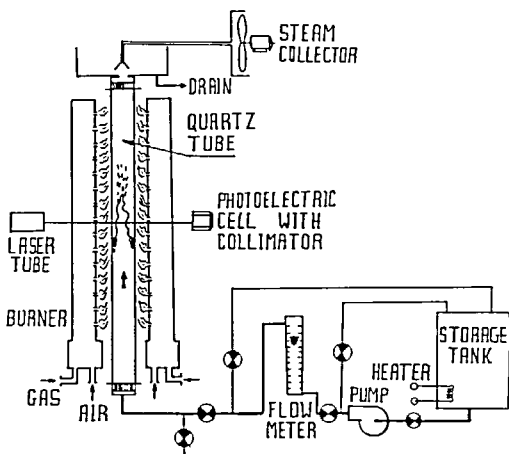 STEAM
COLLECTOR
DRAIN
QUARTZ
TUBE
PHOTOELECTRIC
CELL WITH
COLLIMATOR
LASER
TUBE
BURNER
GAS
AIR
FLOW
METER
PUMP
HEATER
STORAGE
TANK